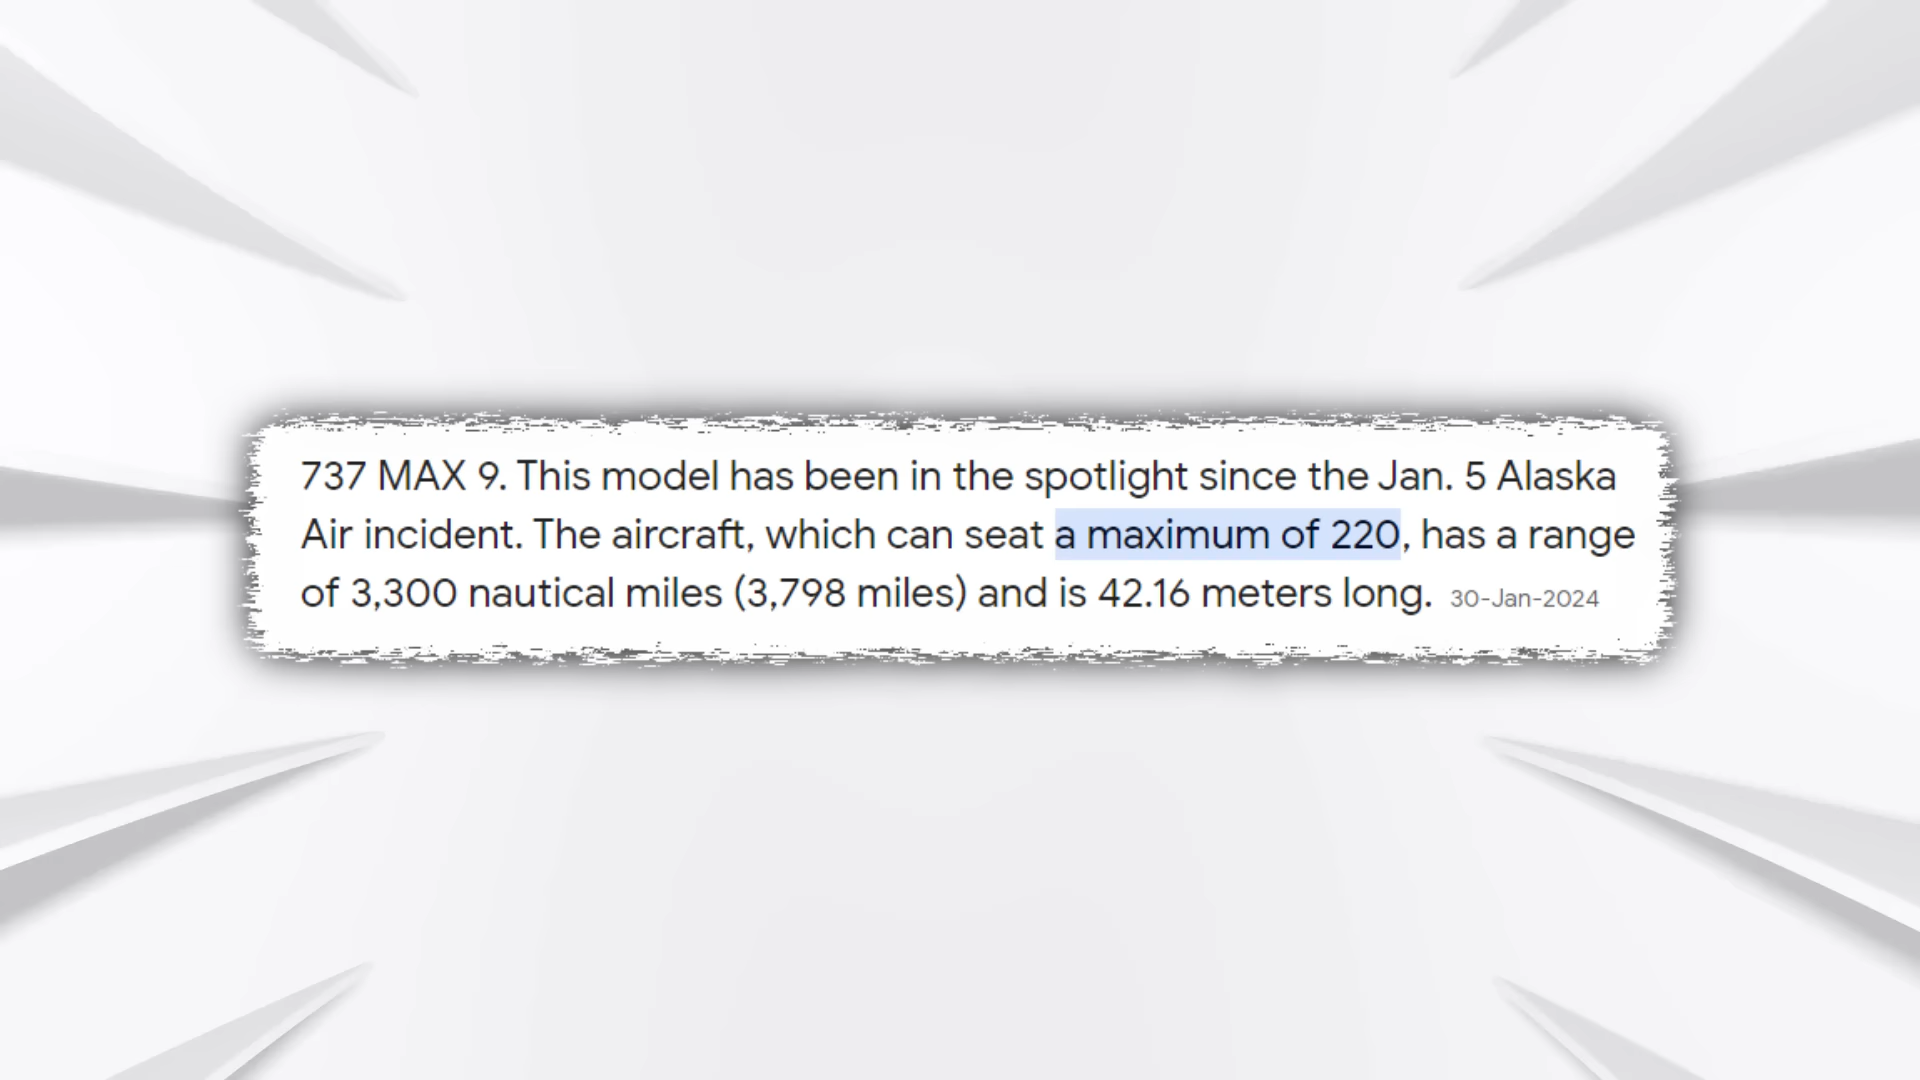 737 MAX 9. This model has been in the spotlight since the Jan. 5 Alaska
Air incident. The aircraft, which can seat a maximum of 220, has a range
of 3,300 nautical miles (3,798 miles) and is 42.16 meters long. 30-Jan-2024